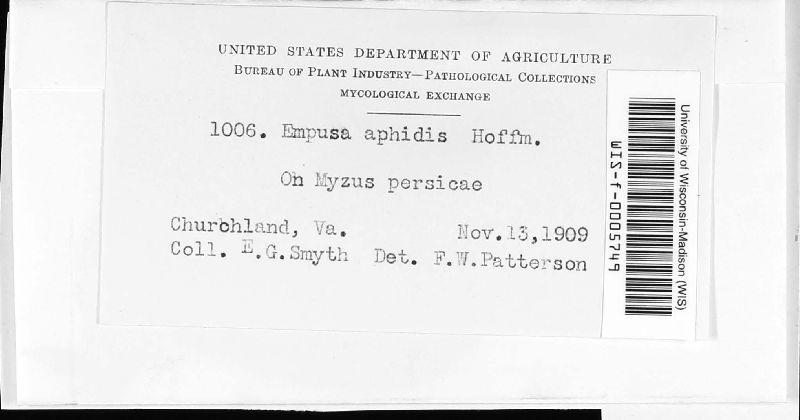 UNITED STATES DEPARTMENT OF AGRICULTURE
BUREAU OF PLANT INDUSTRY—PATHOLOGICAL COLLECTIONS
MYCOLOGICAL EXCHANGE
1006. Empusa aphidis Hoffm.
On Myzus persicae
Churchland, Va. Nov.13,1909
Coll. E.G.Smyth Det. F.W.Patterson
University of Wisconsin-Madison (WIS)
WIS-f-0005749